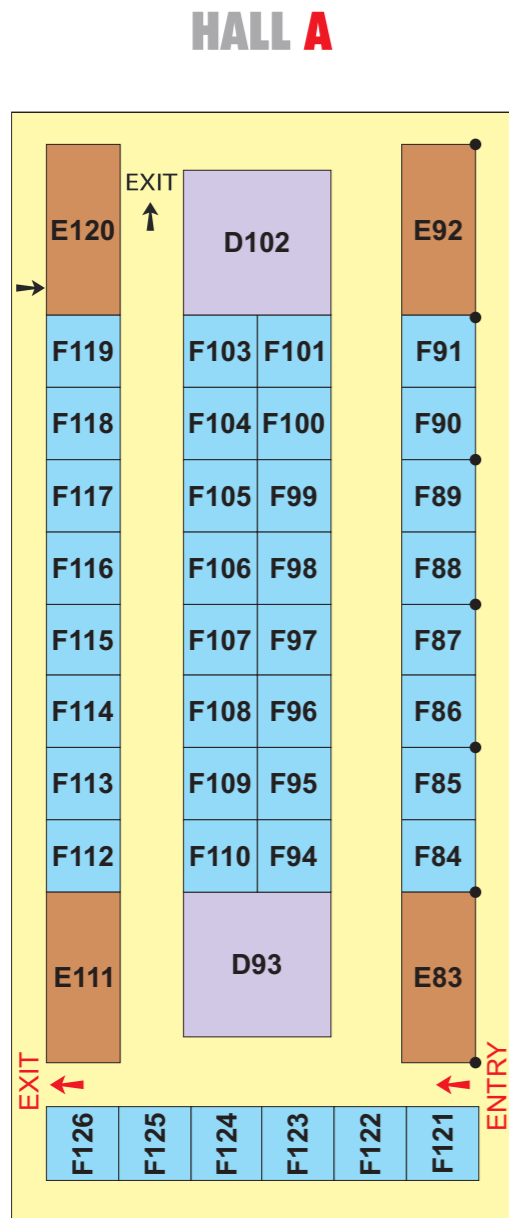 HALL A
EXIT
E120 D102 E92
F119 F103 F101 F91
F118 F104 F100 F90
F117 F105 F99 F89
F116 F106 F98 F88
F115 F107 F97 F87
F114 F108 F96 F86
F113 F109 F95 F85
F112 F110 F94 F84
E111 D93 E83
EXIT ENTRY
F126 F125 F124 F123 F122 F121